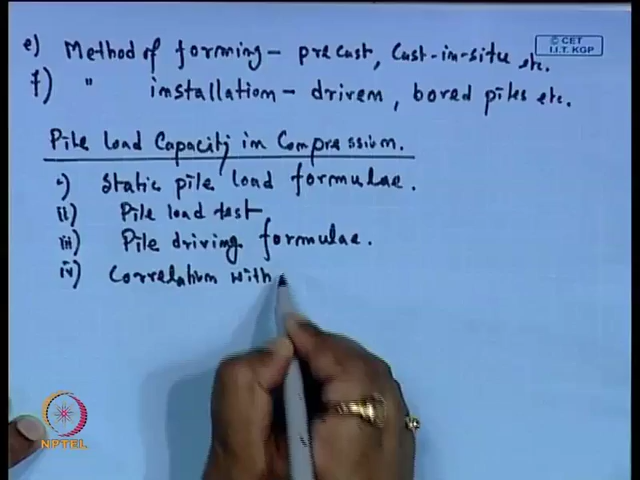 e) Method of forming – precast, Cast-in-situ etc.
f) " installation – driven, bored piles etc.
Pile Load Capacity in Compression.
i) Static pile load formulae.
ii) Pile load test
iii) Pile driving formulae.
iv) Correlation with
© CET
I.I.T. KGP
NPTEL